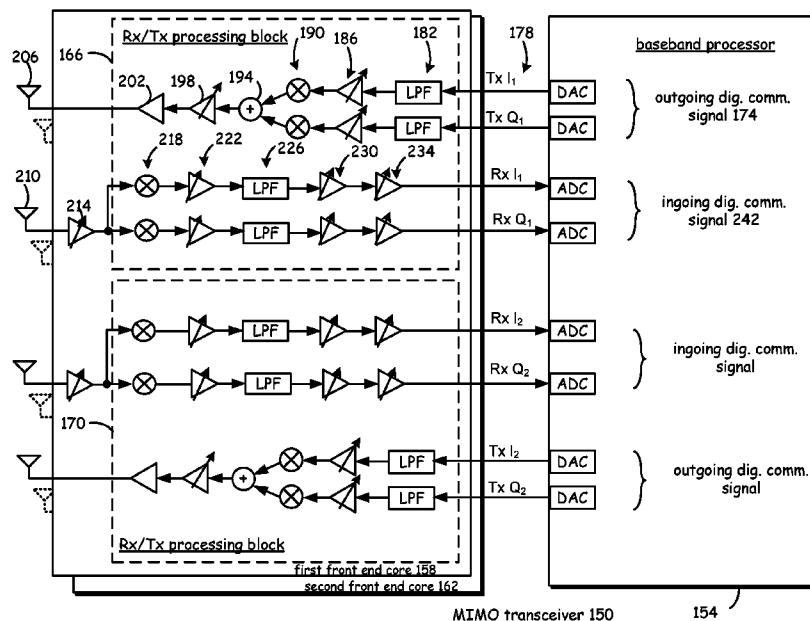 Rx/Tx processing block
190
186
182
178
baseband processor
206
166
202
198
194
LPF
Tx I1
DAC
outgoing dig. comm.
signal 174
LPF
Tx Q1
DAC
210
218
222
226
230
234
214
LPF
Rx I1
ADC
ingoing dig. comm.
signal 242
LPF
Rx Q1
ADC
LPF
Rx I2
ADC
ingoing dig. comm.
signal
LPF
Rx Q2
ADC
170
LPF
Tx I2
DAC
outgoing dig. comm.
signal
LPF
Tx Q2
DAC
Rx/Tx processing block
first front end core 158
second front end core 162
MIMO transceiver 150
154